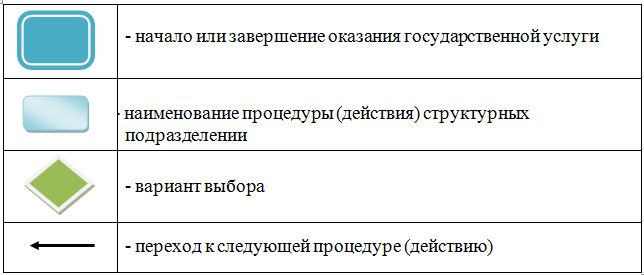 - начало или завершение оказания государственной услуги
- наименование процедуры (действия) структурных
подразделении
- вариант выбора
- переход к следующей процедуре (действию)